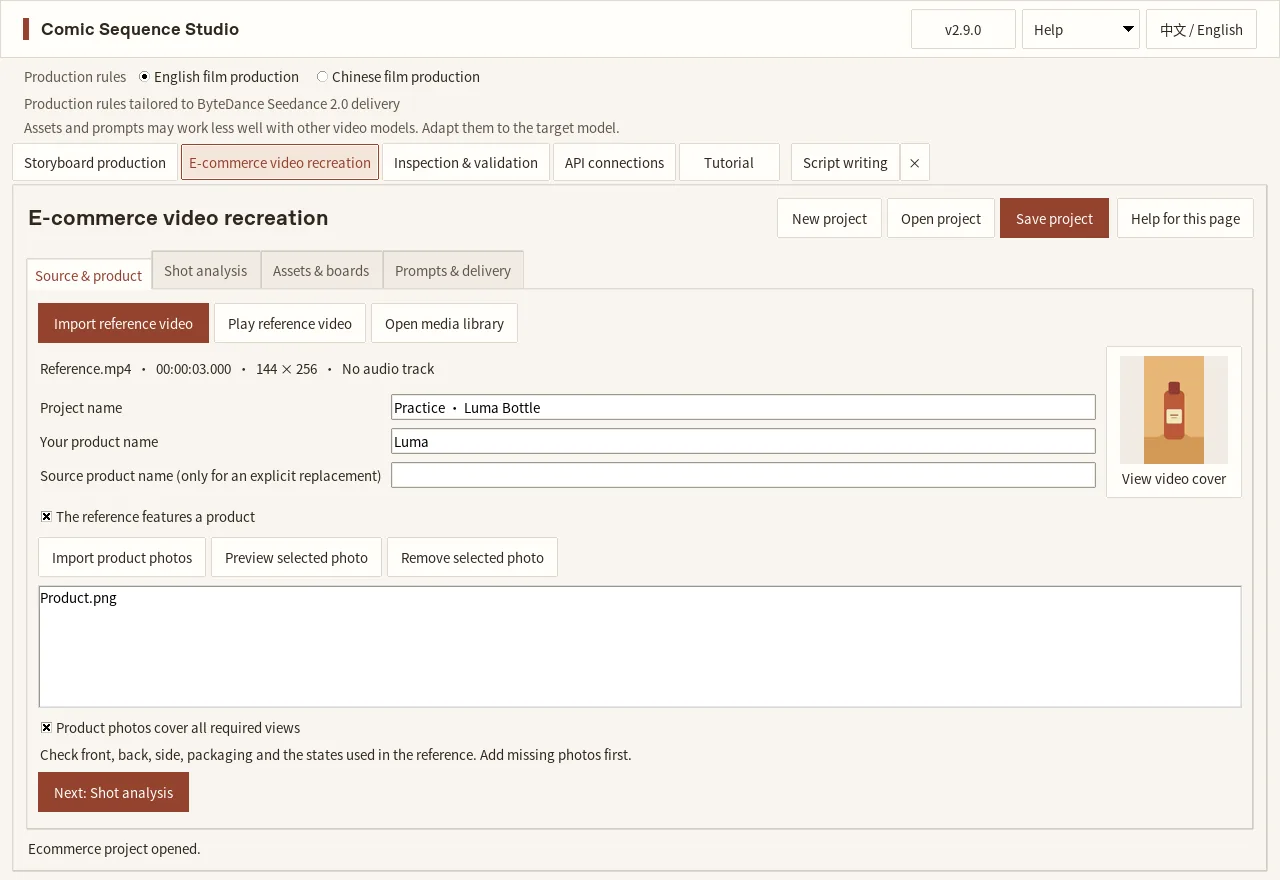 Comic Sequence Studio
v2.9.0
Help
中文 / English
Production rules
English film production
Chinese film production
Production rules tailored to ByteDance Seedance 2.0 delivery
Assets and prompts may work less well with other video models. Adapt them to the target model.
Storyboard production
E-commerce video recreation
Inspection & validation
API connections
Tutorial
Script writing
×
E-commerce video recreation
New project
Open project
Save project
Help for this page
Source & product
Shot analysis
Assets & boards
Prompts & delivery
Import reference video
Play reference video
Open media library
Reference.mp4 · 00:00:03.000 · 144 × 256 · No audio track
Project name
Practice · Luma Bottle
Your product name
Luma
Source product name (only for an explicit replacement)
View video cover
The reference features a product
Import product photos
Preview selected photo
Remove selected photo
Product.png
Product photos cover all required views
Check front, back, side, packaging and the states used in the reference. Add missing photos first.
Next: Shot analysis
Ecommerce project opened.